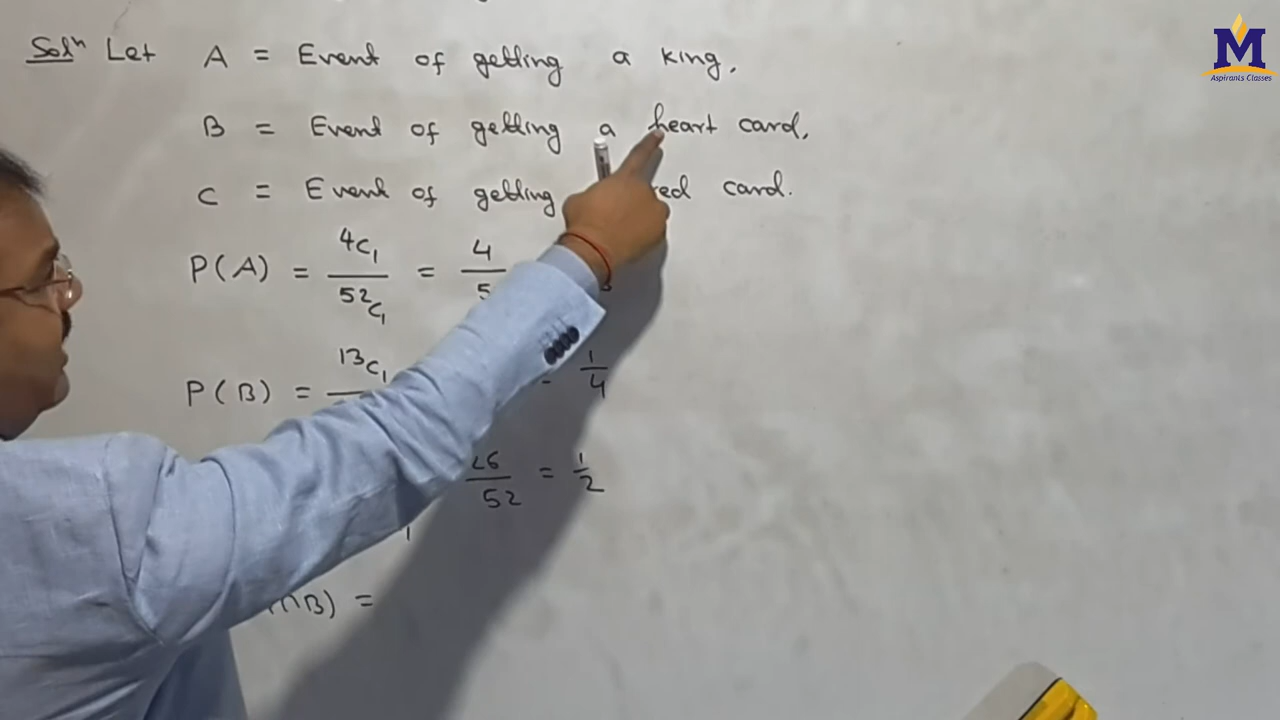 Solⁿ Let A = Event of getting a king,
B = Event of getting a heart card,
C = Event of getting red card.
P(A) = 4C₁ / 52C₁ = 4
P(B) = 13C₁ = 1/4
26/52 = 1/2
∩B) =
M
Aspirants Classes